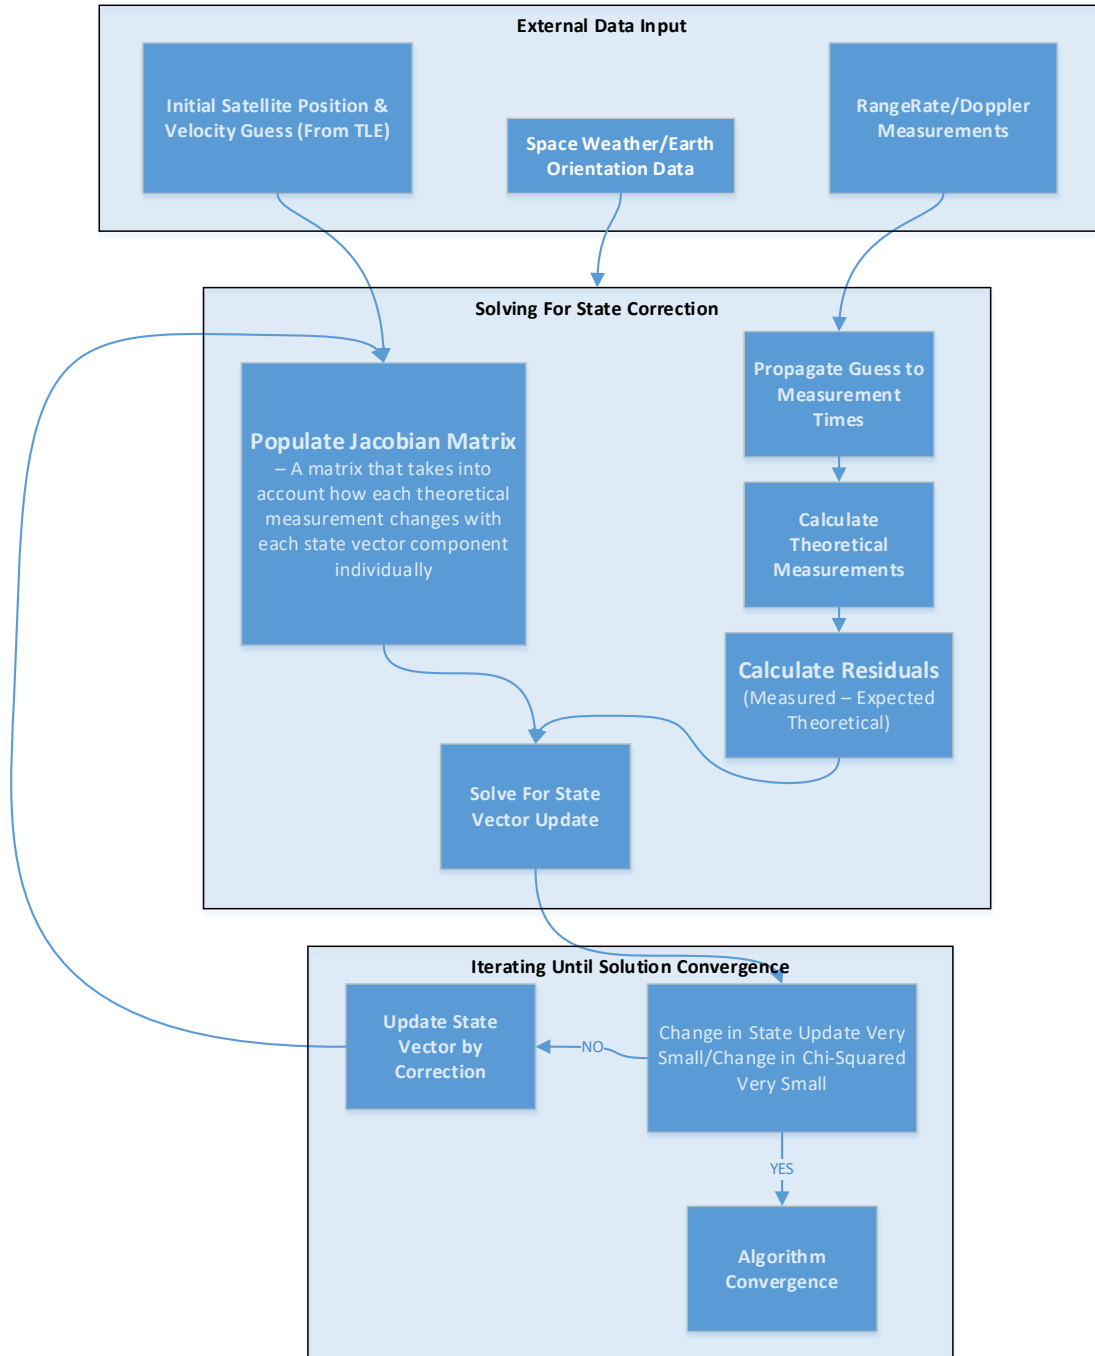 External Data Input
Initial Satellite Position &
Velocity Guess (From TLE)
Space Weather/Earth
Orientation Data
RangeRate/Doppler
Measurements
Solving For State Correction
Populate Jacobian Matrix
– A matrix that takes into
account how each theoretical
measurement changes with
each state vector component
individually
Propagate Guess to
Measurement
Times
Calculate
Theoretical
Measurements
Calculate Residuals
(Measured – Expected
Theoretical)
Solve For State
Vector Update
Iterating Until Solution Convergence
Update State
Vector by
Correction
NO
Change in State Update Very
Small/Change in Chi-Squared
Very Small
YES
Algorithm
Convergence